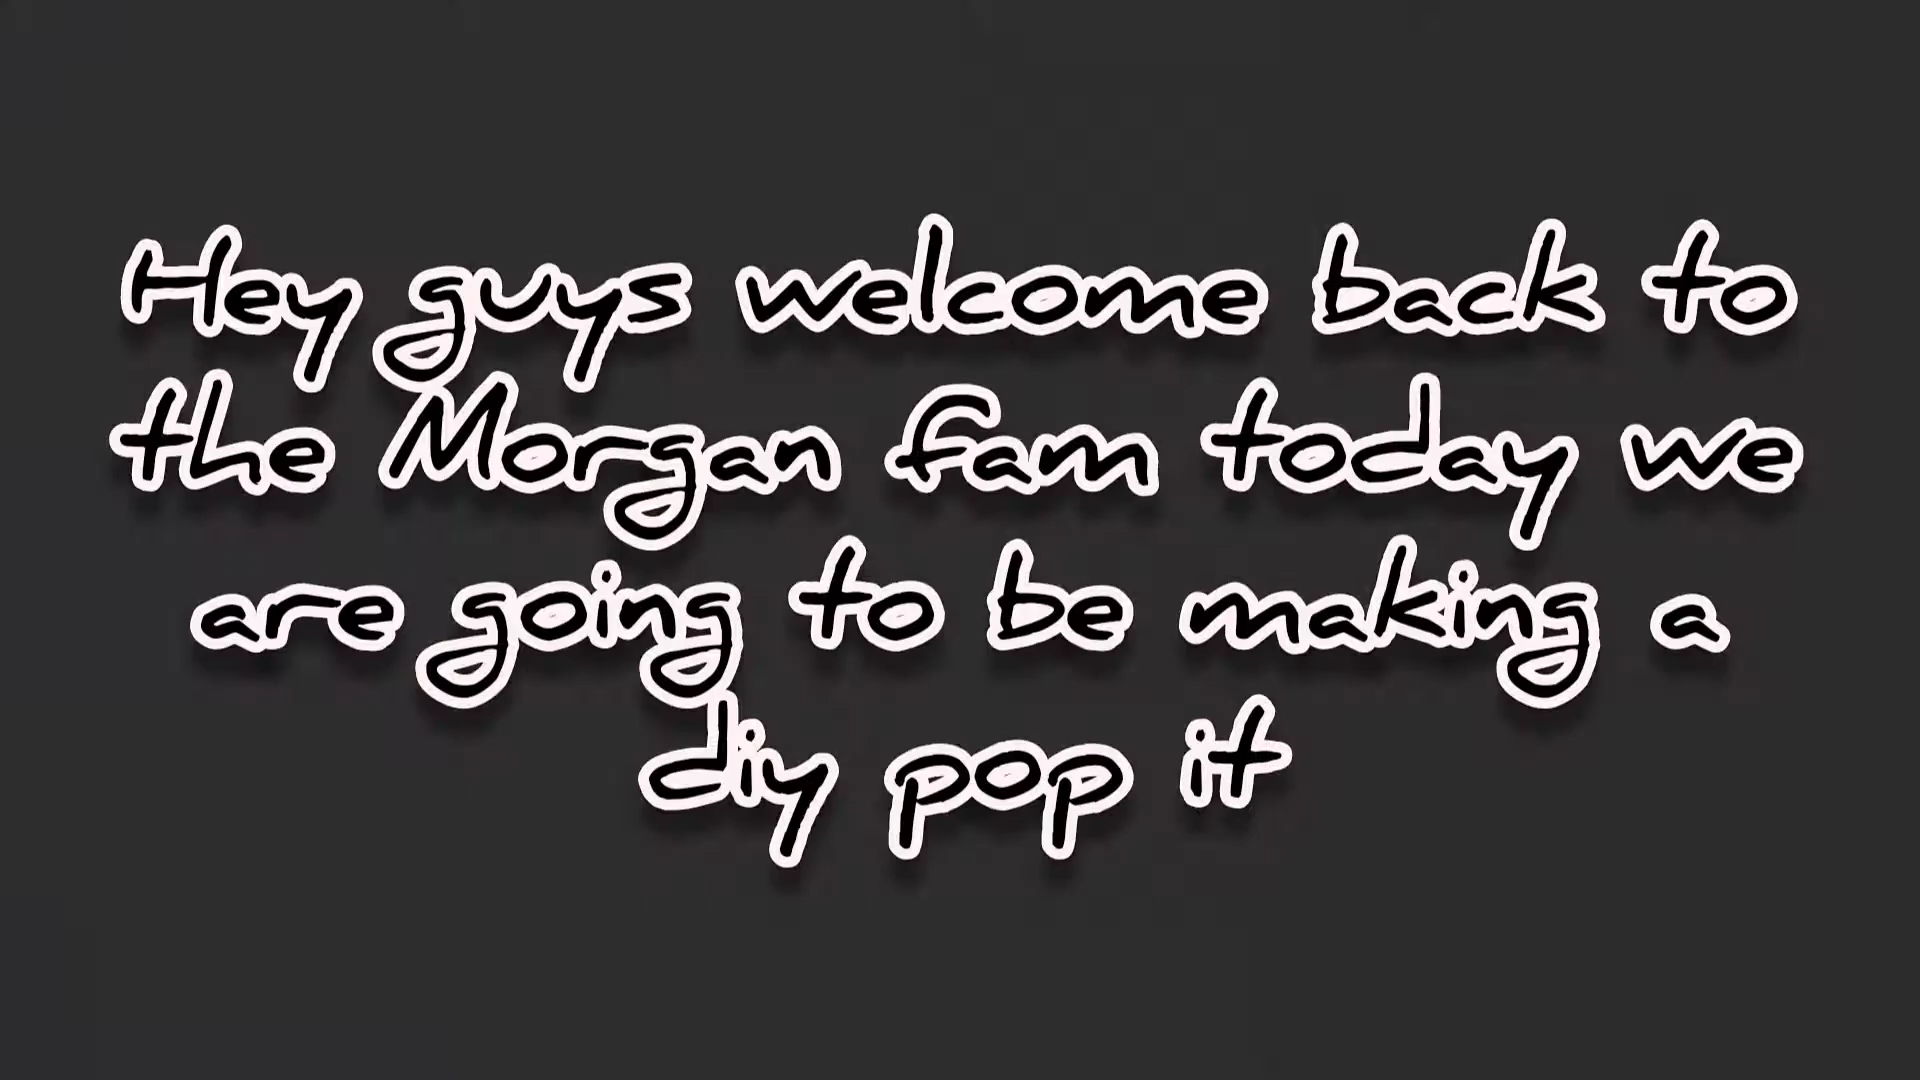 Hey guys welcome back to
the Morgan fam today we
are going to be making a
diy pop it